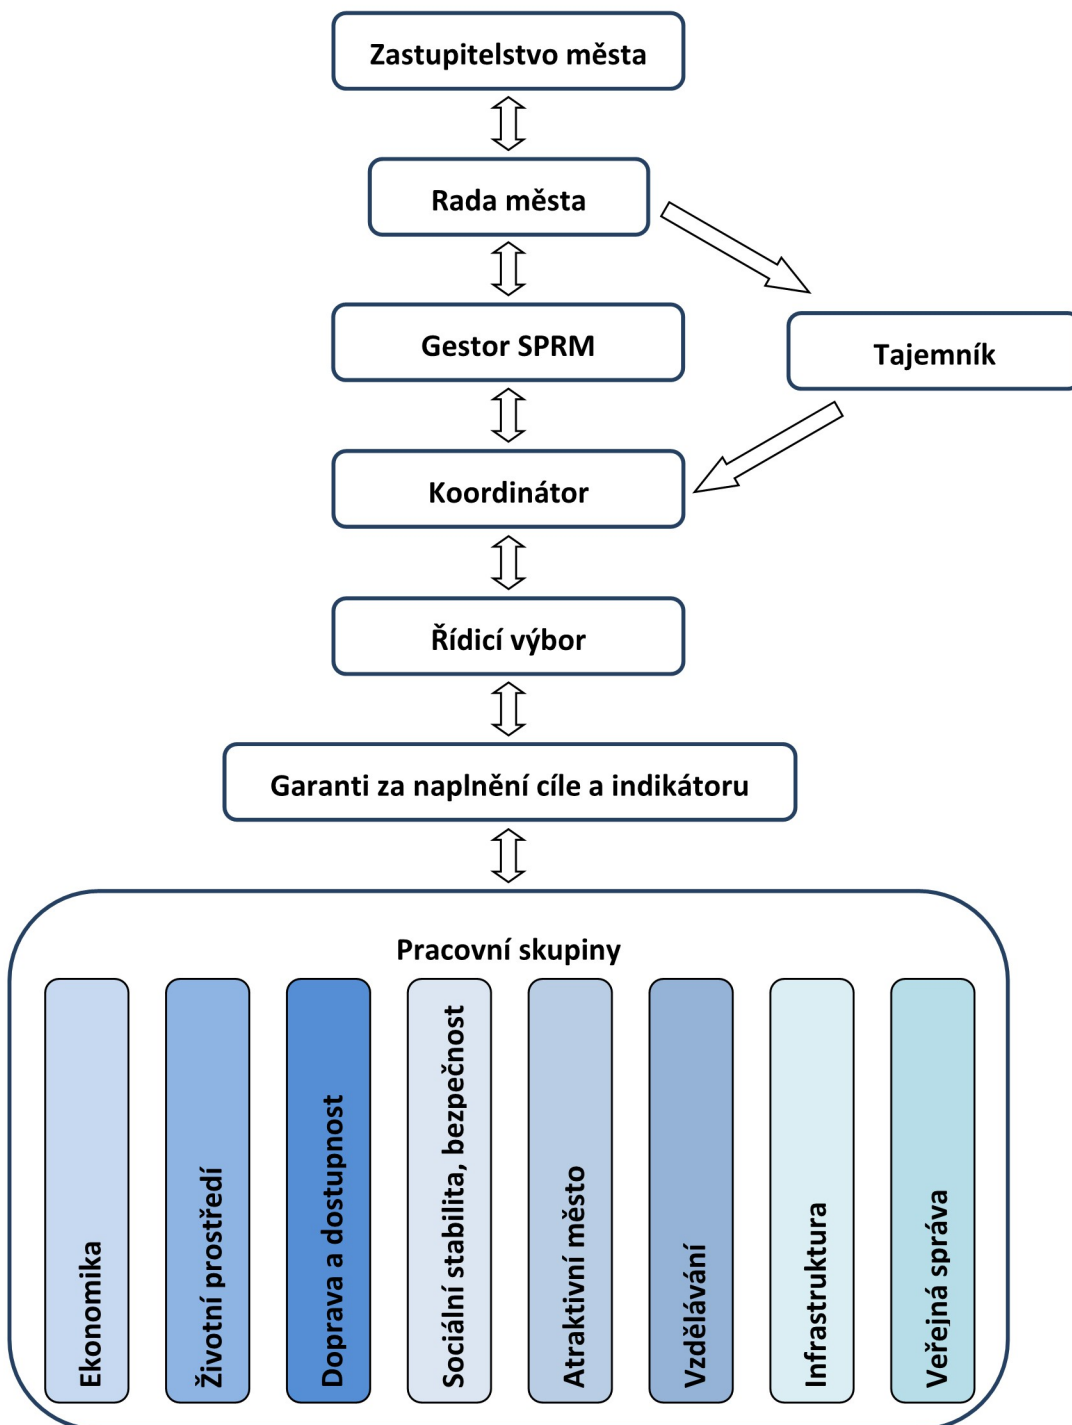 Zastupitelstvo města
Rada města
Gestor SPRM
Tajemník
Koordinátor
Řídicí výbor
Garanti za naplnění cíle a indikátoru
Pracovní skupiny
Ekonomika
Životní prostředí
Doprava a dostupnost
Sociální stabilita, bezpečnost
Atraktivní město
Vzdělávání
Infrastruktura
Veřejná správa